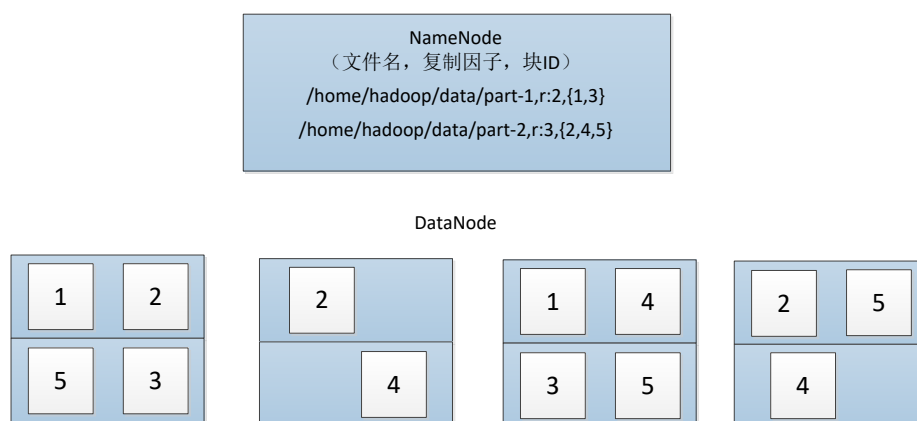 NameNode
（文件名，复制因子，块ID）
/home/hadoop/data/part-1,r:2,{1,3}
/home/hadoop/data/part-2,r:3,{2,4,5}
DataNode
1 2
5 3
2
4
1 4
3 5
2 5
4